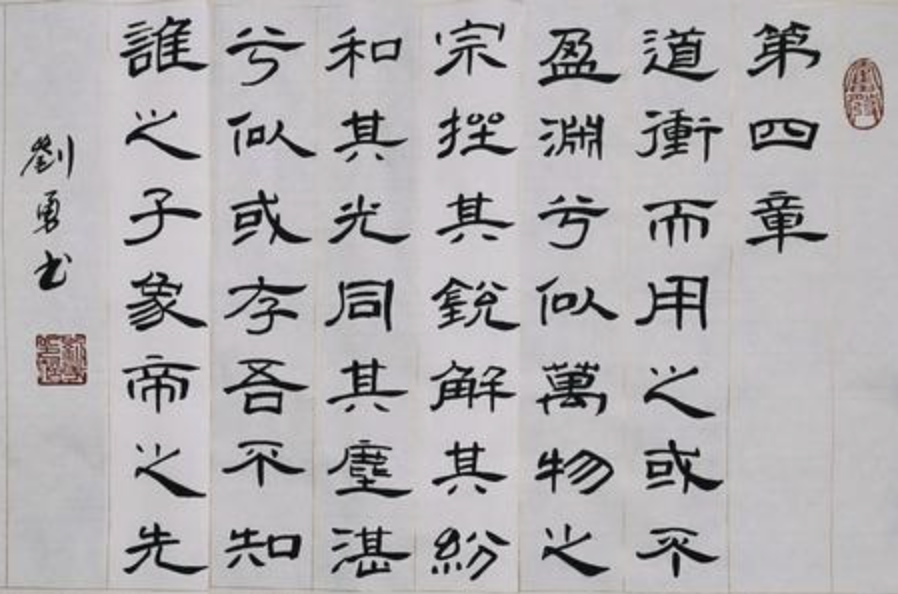 第四章
道衝而用之或不
盈淵兮似萬物之
宗挫其銳解其紛
和其光同其塵湛
兮似或存吾不知
誰之子象帝之先
劉勇书